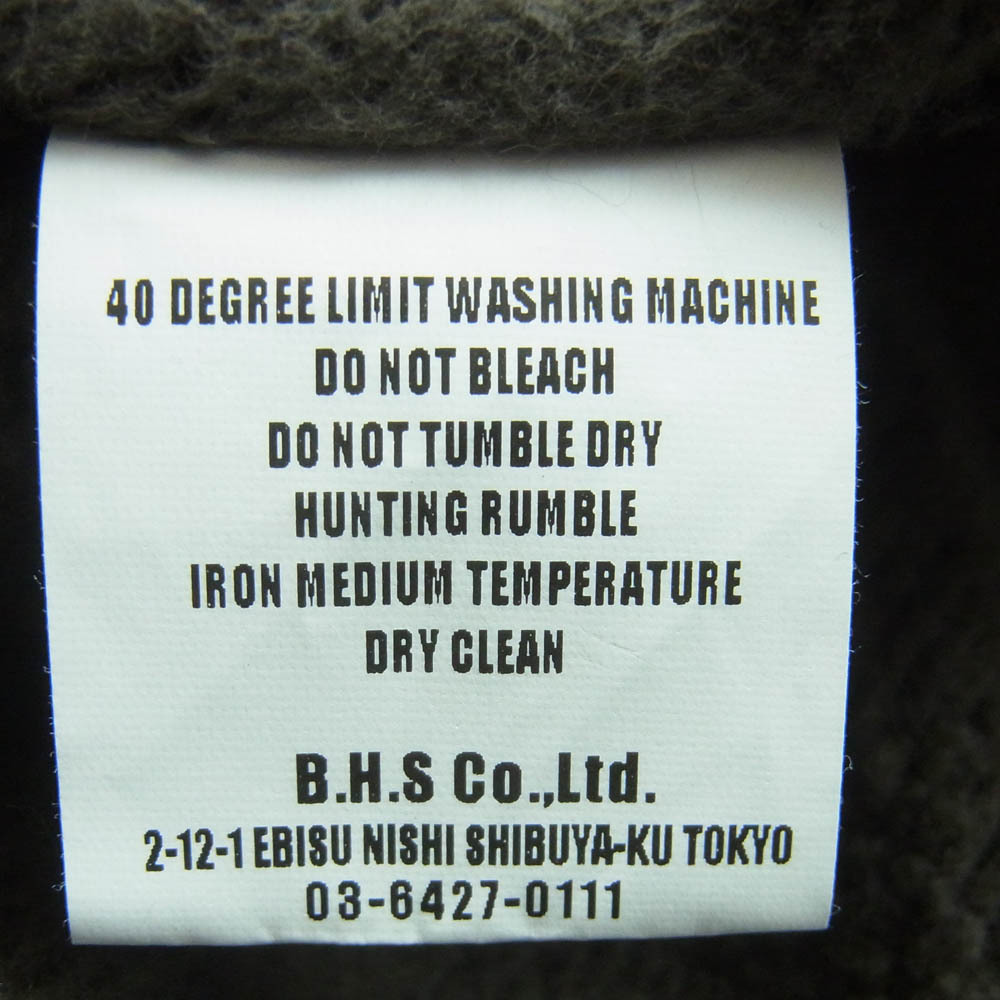 40 DEGREE LIMIT WASHING MACHINE
DO NOT BLEACH
DO NOT TUMBLE DRY
HUNTING RUMBLE
IRON MEDIUM TEMPERATURE
DRY CLEAN
B.H.S Co.,Ltd.
2-12-1 EBISU NISHI SHIBUYA-KU TOKYO
03-6427-0111